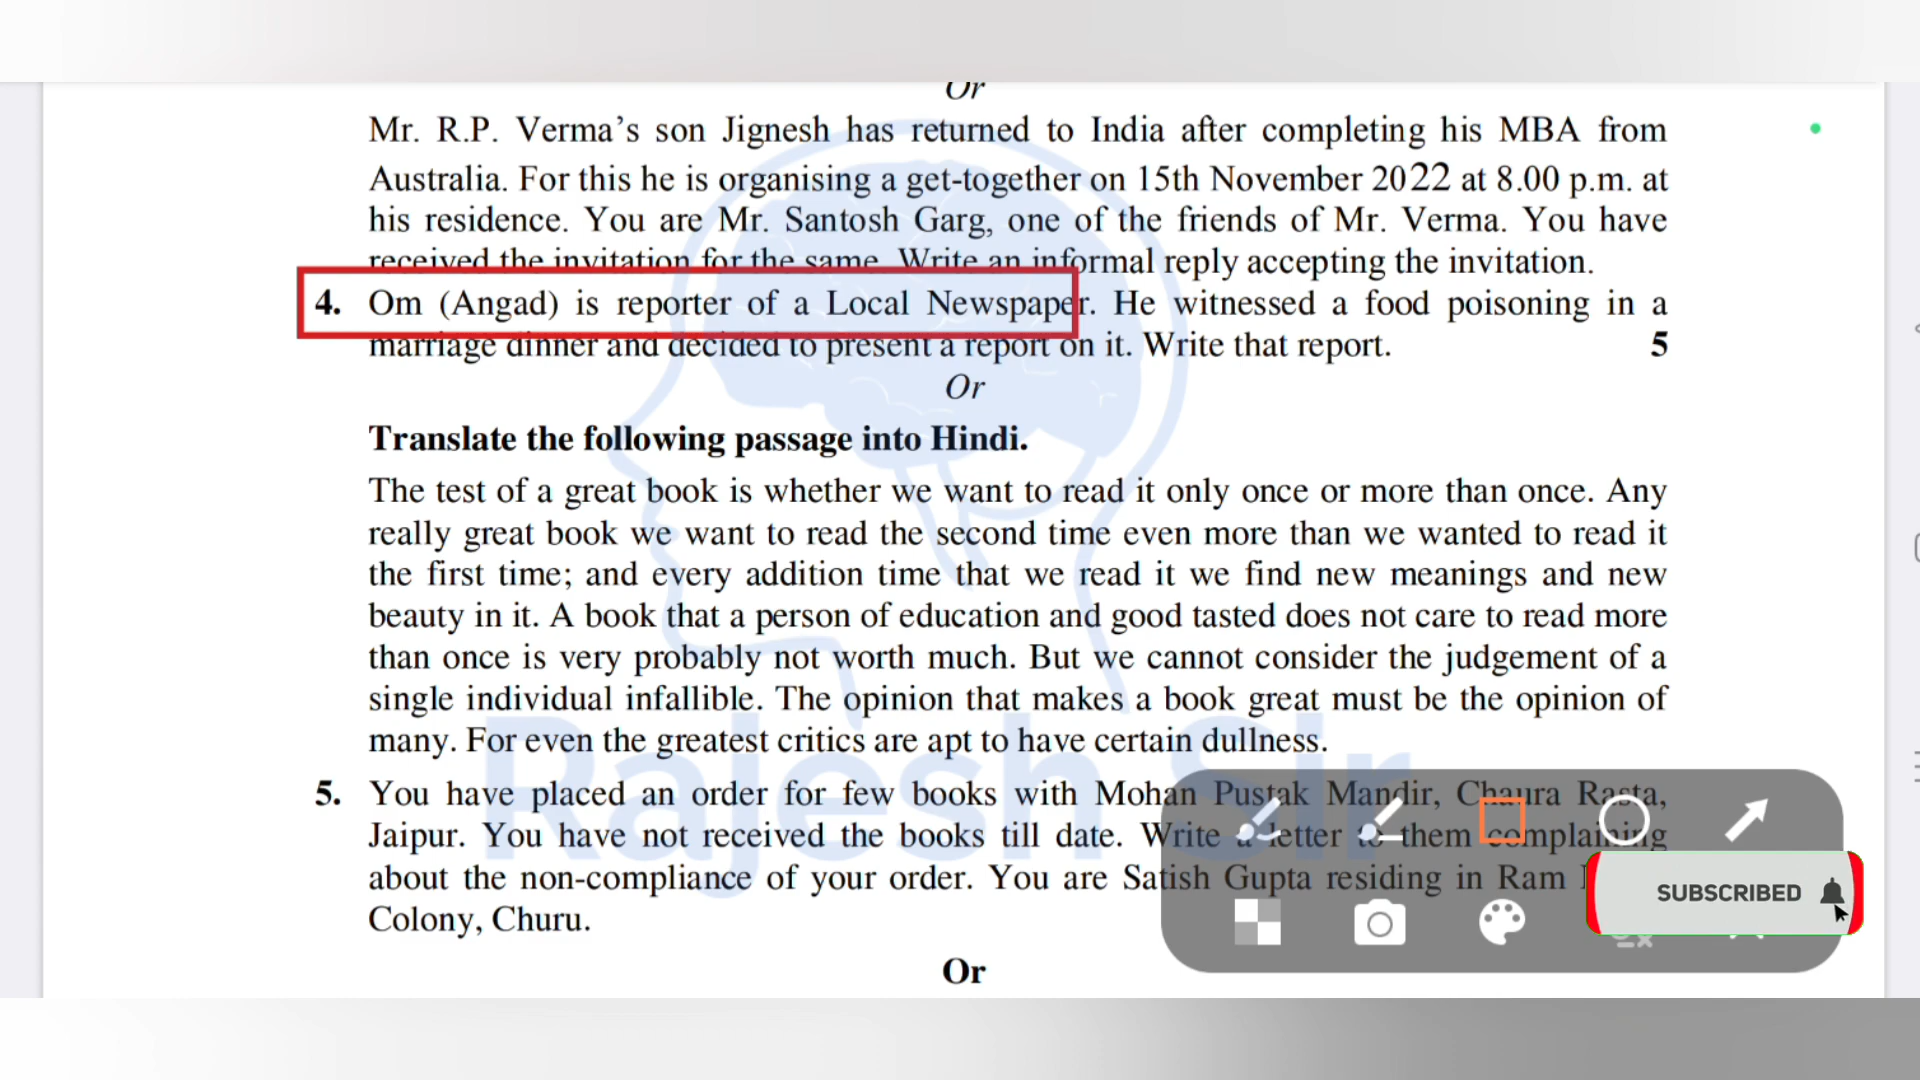 Or
Mr. R.P. Verma’s son Jignesh has returned to India after completing his MBA from
Australia. For this he is organising a get-together on 15th November 2022 at 8.00 p.m. at
his residence. You are Mr. Santosh Garg, one of the friends of Mr. Verma. You have
received the invitation for the same. Write an informal reply accepting the invitation.
4. Om (Angad) is reporter of a Local Newspaper. He witnessed a food poisoning in a
marriage dinner and decided to present a report on it. Write that report. 5
Or
Translate the following passage into Hindi.
The test of a great book is whether we want to read it only once or more than once. Any
really great book we want to read the second time even more than we wanted to read it
the first time; and every addition time that we read it we find new meanings and new
beauty in it. A book that a person of education and good tasted does not care to read more
than once is very probably not worth much. But we cannot consider the judgement of a
single individual infallible. The opinion that makes a book great must be the opinion of
many. For even the greatest critics are apt to have certain dullness.
Rajesh Sir
5. You have placed an order for few books with Mohan Pustak Mandir, Chaura Rasta,
Jaipur. You have not received the books till date. Write a letter to them complaining
about the non-compliance of your order. You are Satish Gupta residing in Ram
Colony, Churu.
SUBSCRIBED
Or